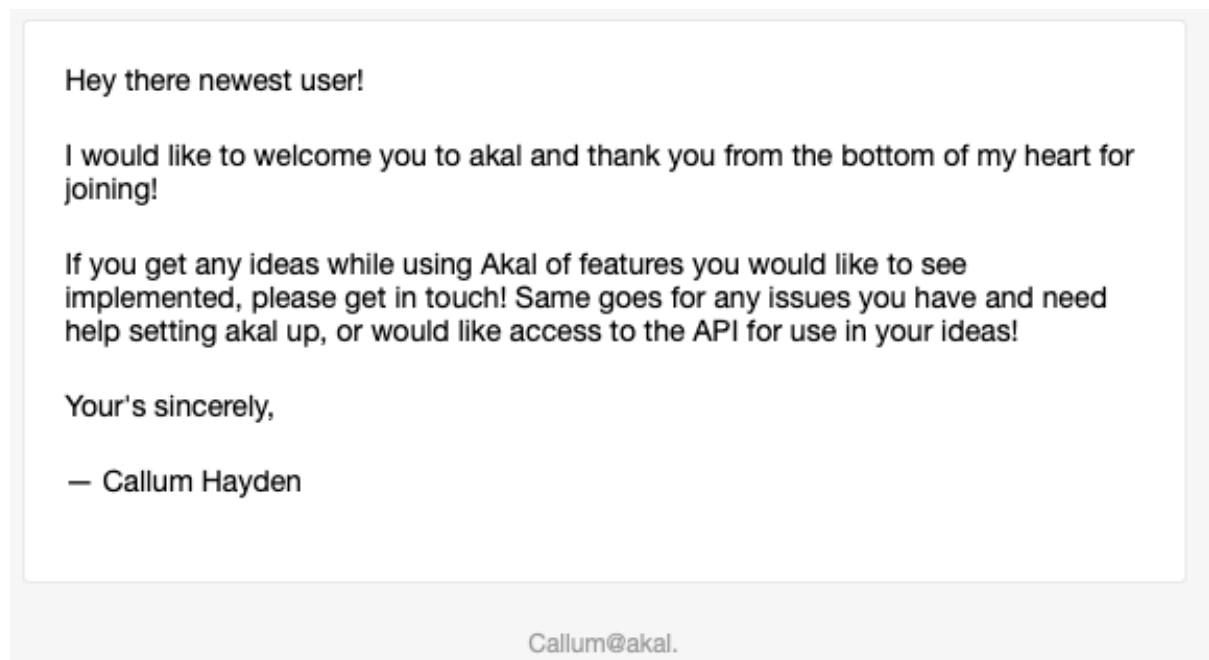 Hey there newest user!
I would like to welcome you to akal and thank you from the bottom of my heart for
joining!
If you get any ideas while using Akal of features you would like to see
implemented, please get in touch! Same goes for any issues you have and need
help setting akal up, or would like access to the API for use in your ideas!
Your's sincerely,
— Callum Hayden
Callum@akal.